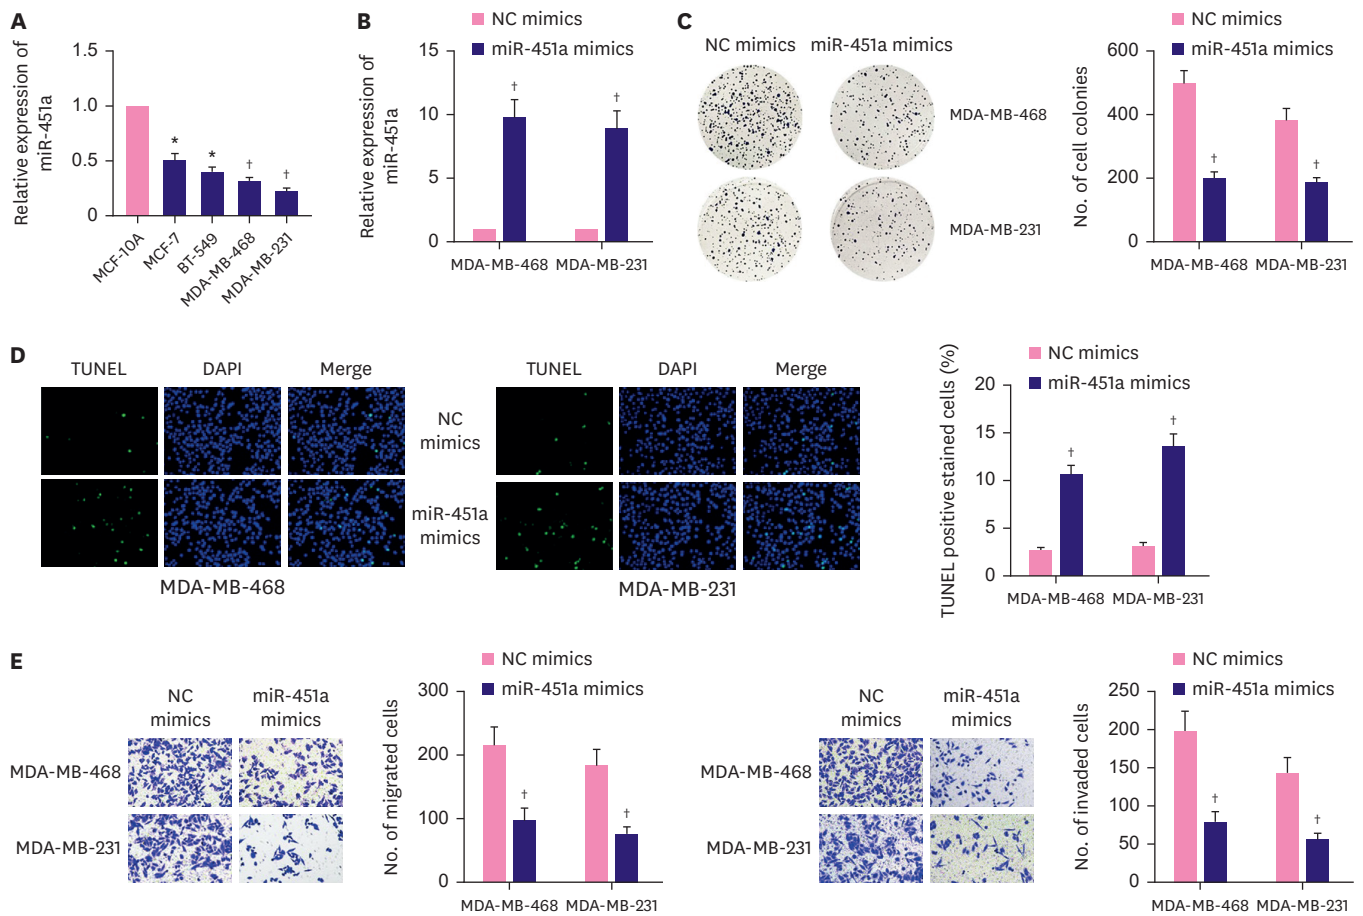 A
Relative expression of
miR-451a
1.5
1.0
0.5
0
*
*
†
†
MCF-10A
MCF-7
BT-549
MDA-MB-468
MDA-MB-231
B
NC mimics
miR-451a mimics
Relative expression of
miR-451a
15
10
5
0
†
†
MDA-MB-468
MDA-MB-231
C
NC mimics
miR-451a mimics
MDA-MB-468
MDA-MB-231
NC mimics
miR-451a mimics
No. of cell colonies
600
400
200
0
†
†
MDA-MB-468
MDA-MB-231
D
TUNEL
DAPI
Merge
NC
mimics
miR-451a
mimics
MDA-MB-468
TUNEL
DAPI
Merge
MDA-MB-231
NC mimics
miR-451a mimics
TUNEL positive stained cells (%)
20
15
10
5
0
†
†
MDA-MB-468
MDA-MB-231
E
NC
mimics
miR-451a
mimics
MDA-MB-468
MDA-MB-231
NC mimics
miR-451a mimics
No. of migrated cells
300
200
100
0
†
†
MDA-MB-468
MDA-MB-231
NC
mimics
miR-451a
mimics
MDA-MB-468
MDA-MB-231
NC mimics
miR-451a mimics
No. of invaded cells
250
200
150
100
50
0
†
†
MDA-MB-468
MDA-MB-231